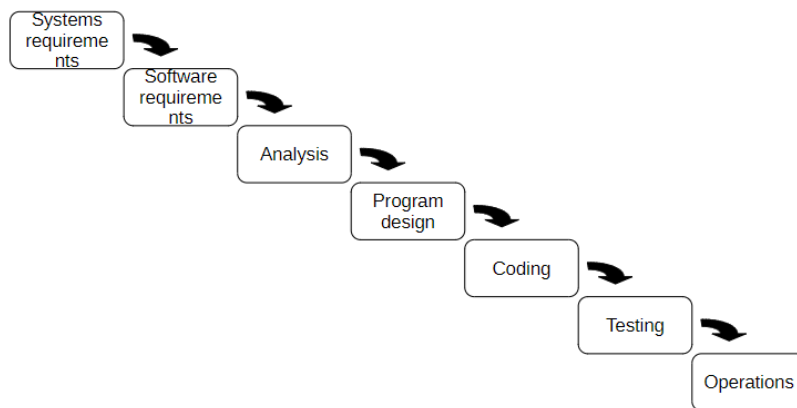 Systems
requireme
nts
Software
requireme
nts
Analysis
Program
design
Coding
Testing
Operations